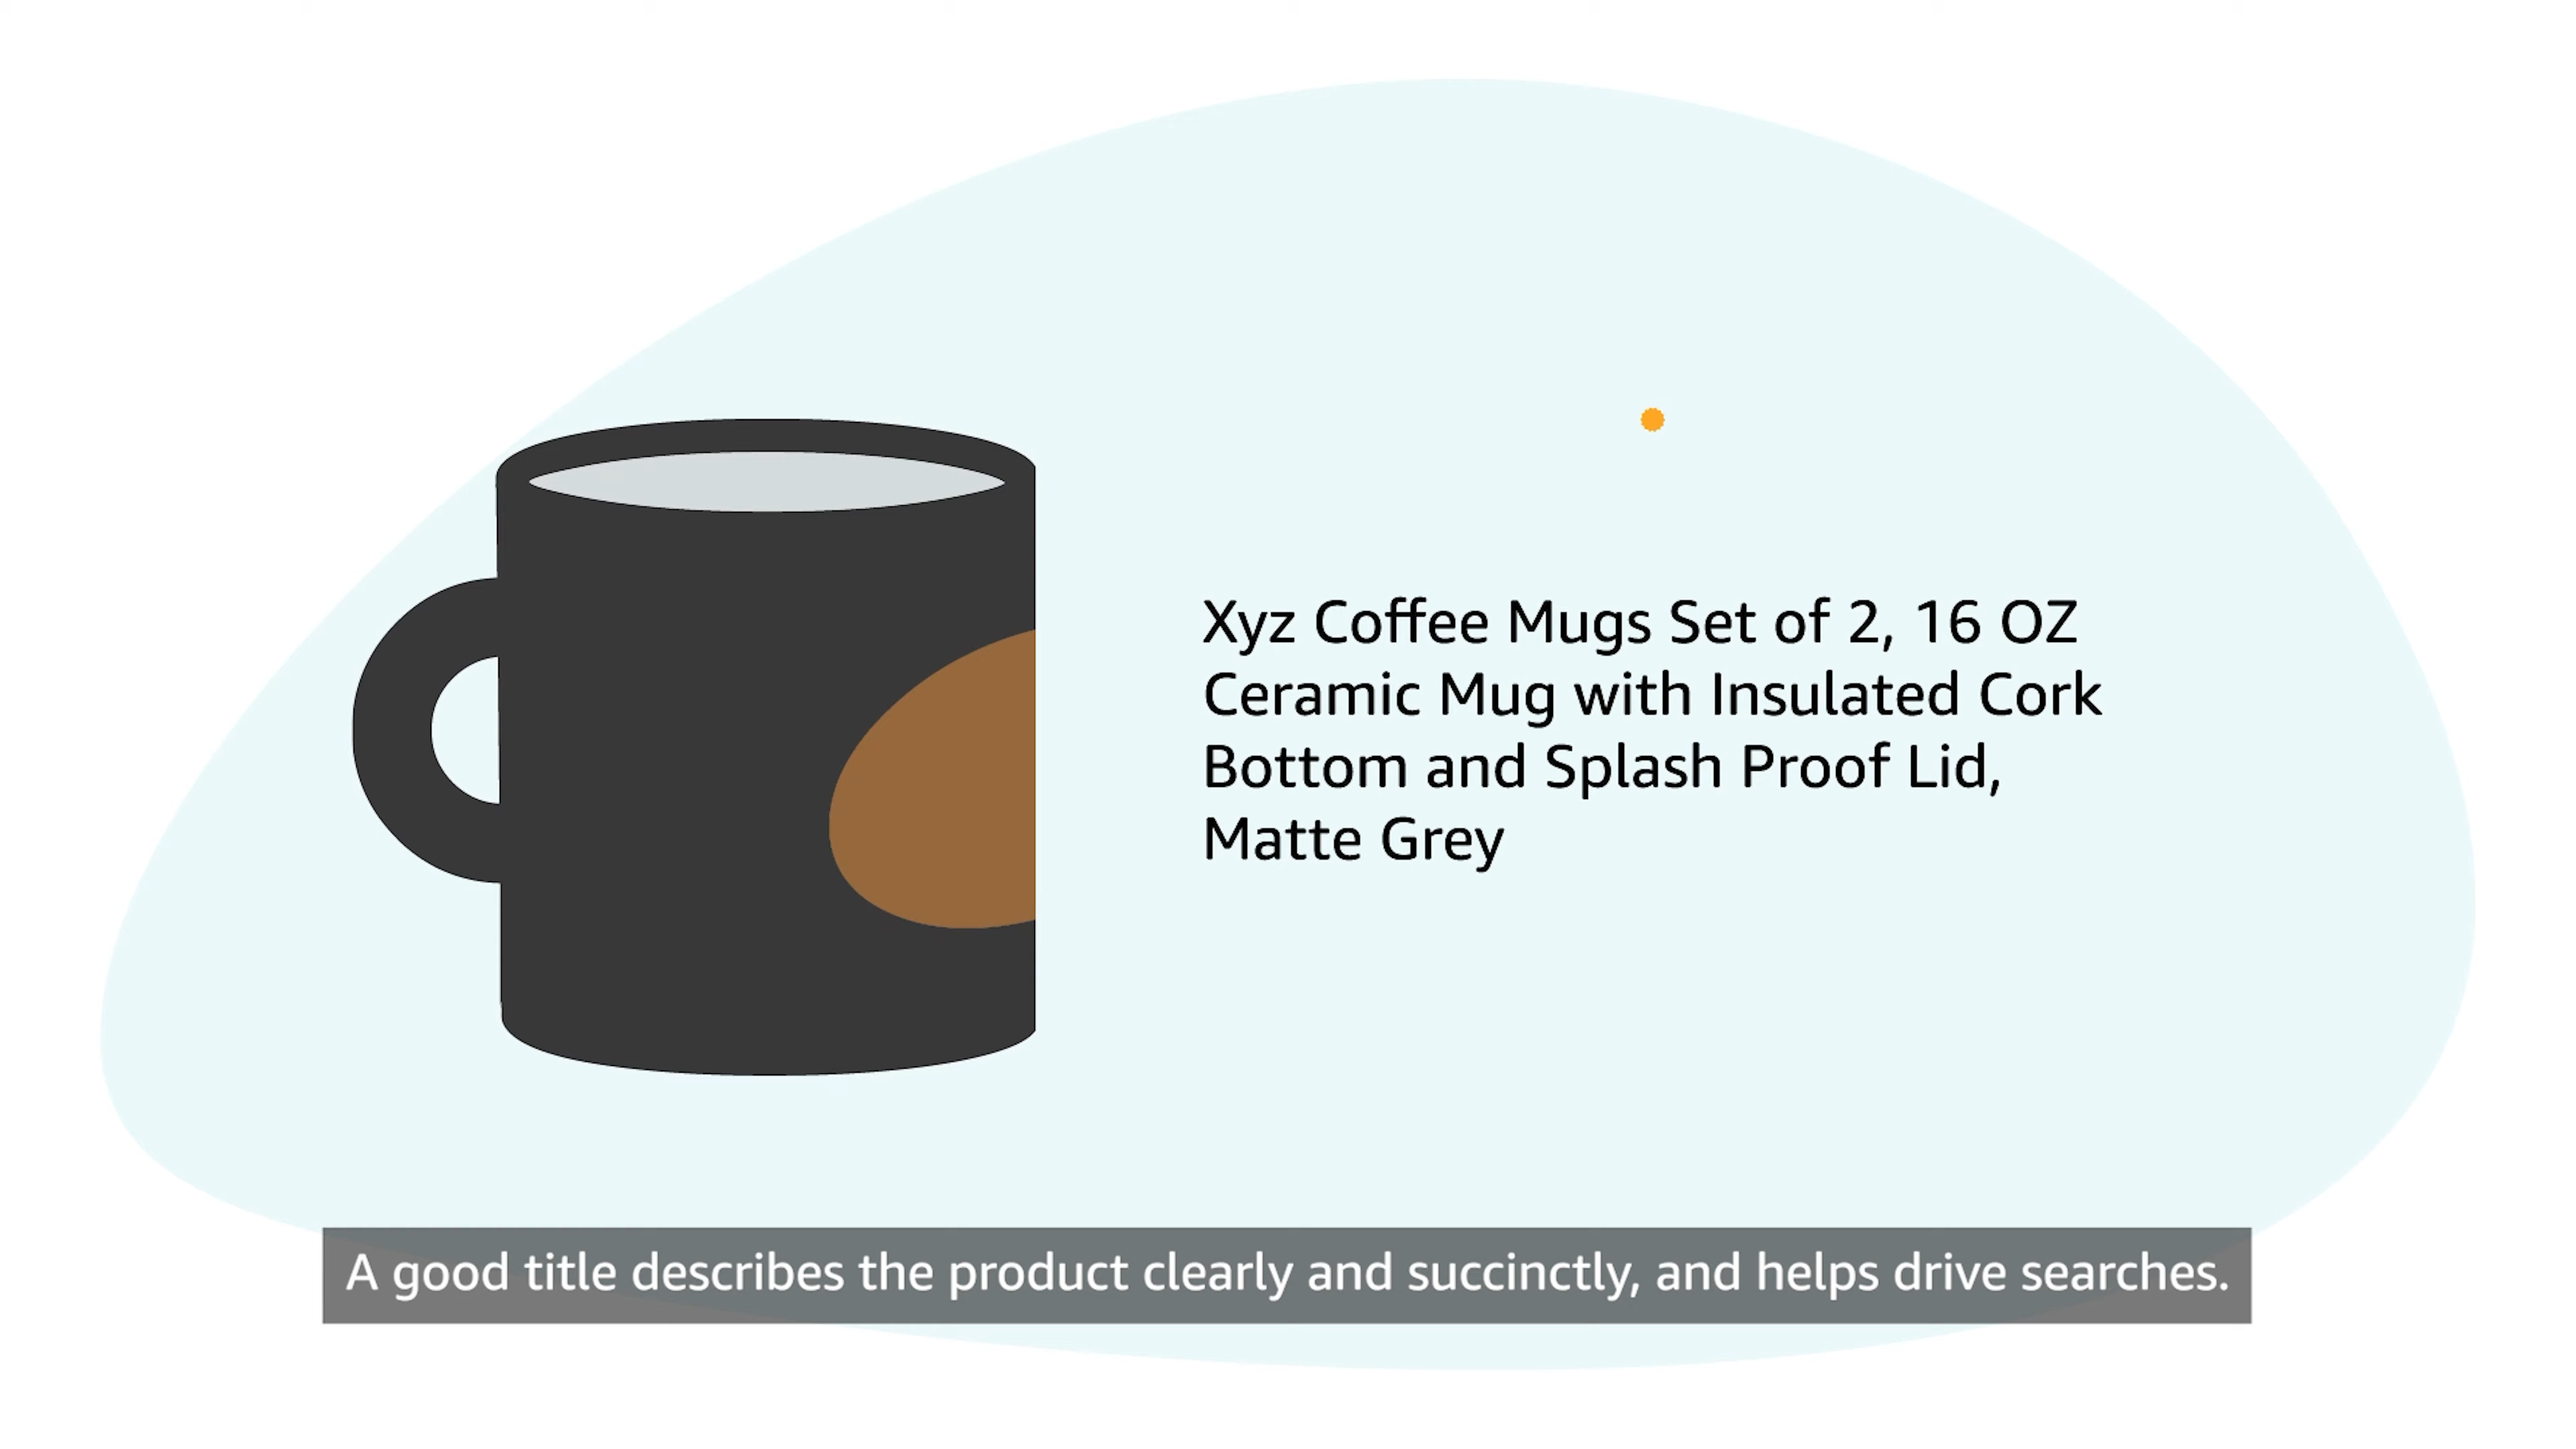 Xyz Coffee Mugs Set of 2, 16 OZ
Ceramic Mug with Insulated Cork
Bottom and Splash Proof Lid,
Matte Grey
A good title describes the product clearly and succinctly, and helps drive searches.